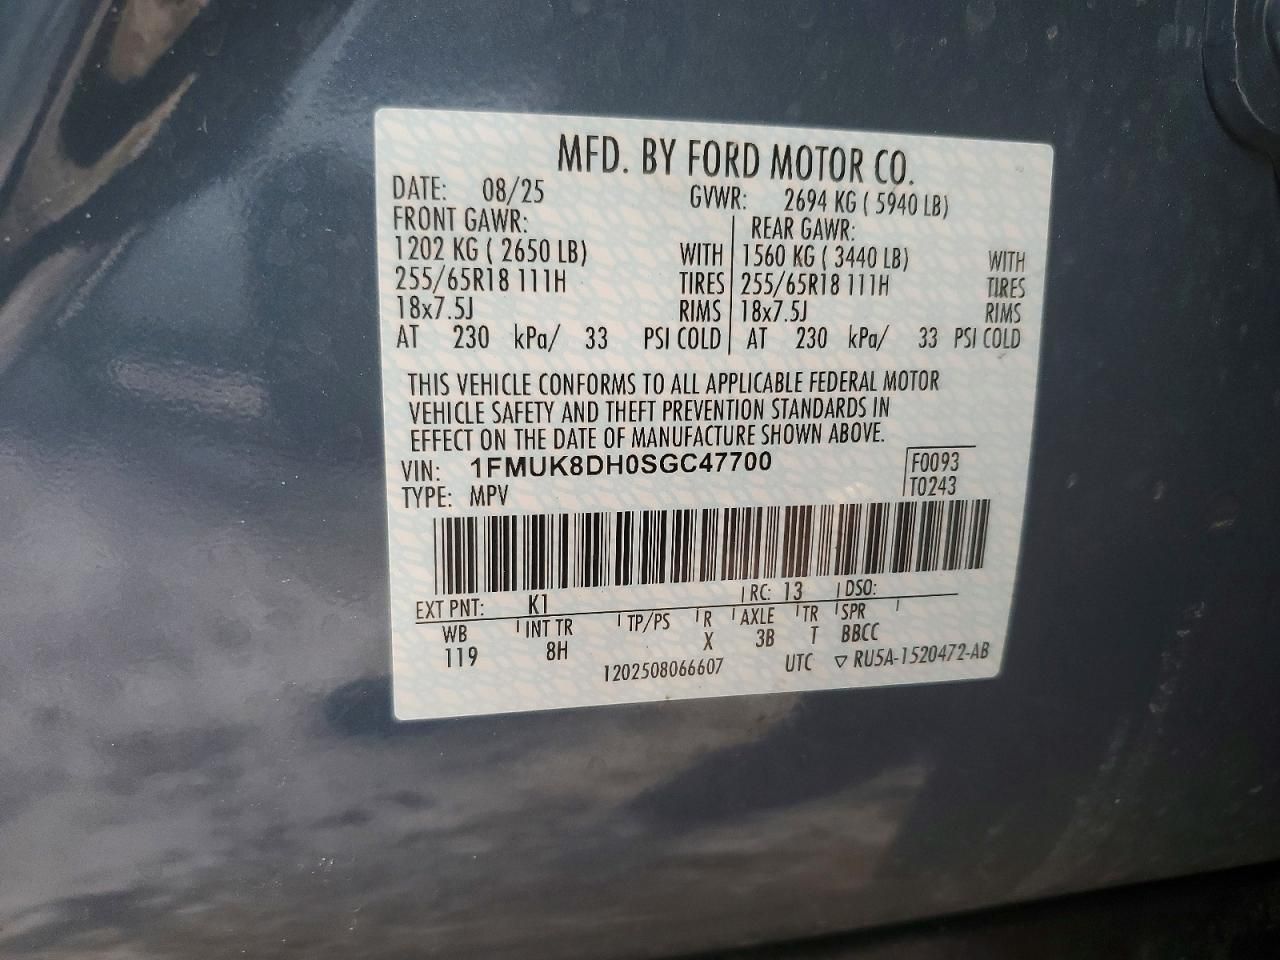 MFD. BY FORD MOTOR CO.
DATE: 08/25 GVWR: 2694 KG ( 5940 LB)
FRONT GAWR: REAR GAWR:
1202 KG ( 2650 LB) WITH 1560 KG ( 3440 LB) WITH
255/65R18 111H TIRES 255/65R18 111H TIRES
18x7.5J RIMS 18x7.5J RIMS
AT 230 kPa/ 33 PSI COLD AT 230 kPa/ 33 PSI COLD
THIS VEHICLE CONFORMS TO ALL APPLICABLE FEDERAL MOTOR
VEHICLE SAFETY AND THEFT PREVENTION STANDARDS IN
EFFECT ON THE DATE OF MANUFACTURE SHOWN ABOVE.
VIN: 1FMUK8DH0SGC47700 F0093
TYPE: MPV T0243
EXT PNT: K1 RC: 13 DSO:
WB INT TR TP/PS R AXLE TR SPR
119 8H X 3B T BBCC
1202508066607 UTC ▽ RU5A-1520472-AB